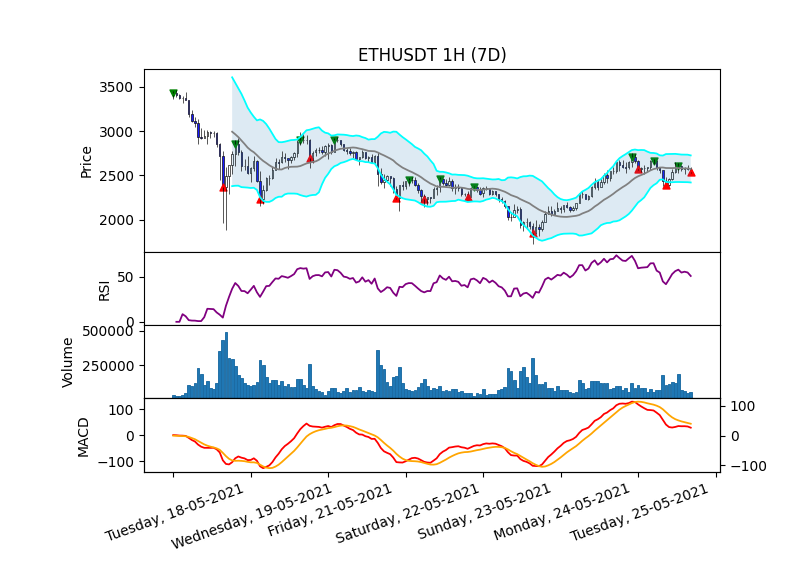 ETHUSDT 1H (7D)
3500
3000
2500
2000
Price
50
0
RSI
500000
250000
Volume
100
0
−100
MACD
100
0
−100
Tuesday, 18-05-2021
Wednesday, 19-05-2021
Friday, 21-05-2021
Saturday, 22-05-2021
Sunday, 23-05-2021
Monday, 24-05-2021
Tuesday, 25-05-2021